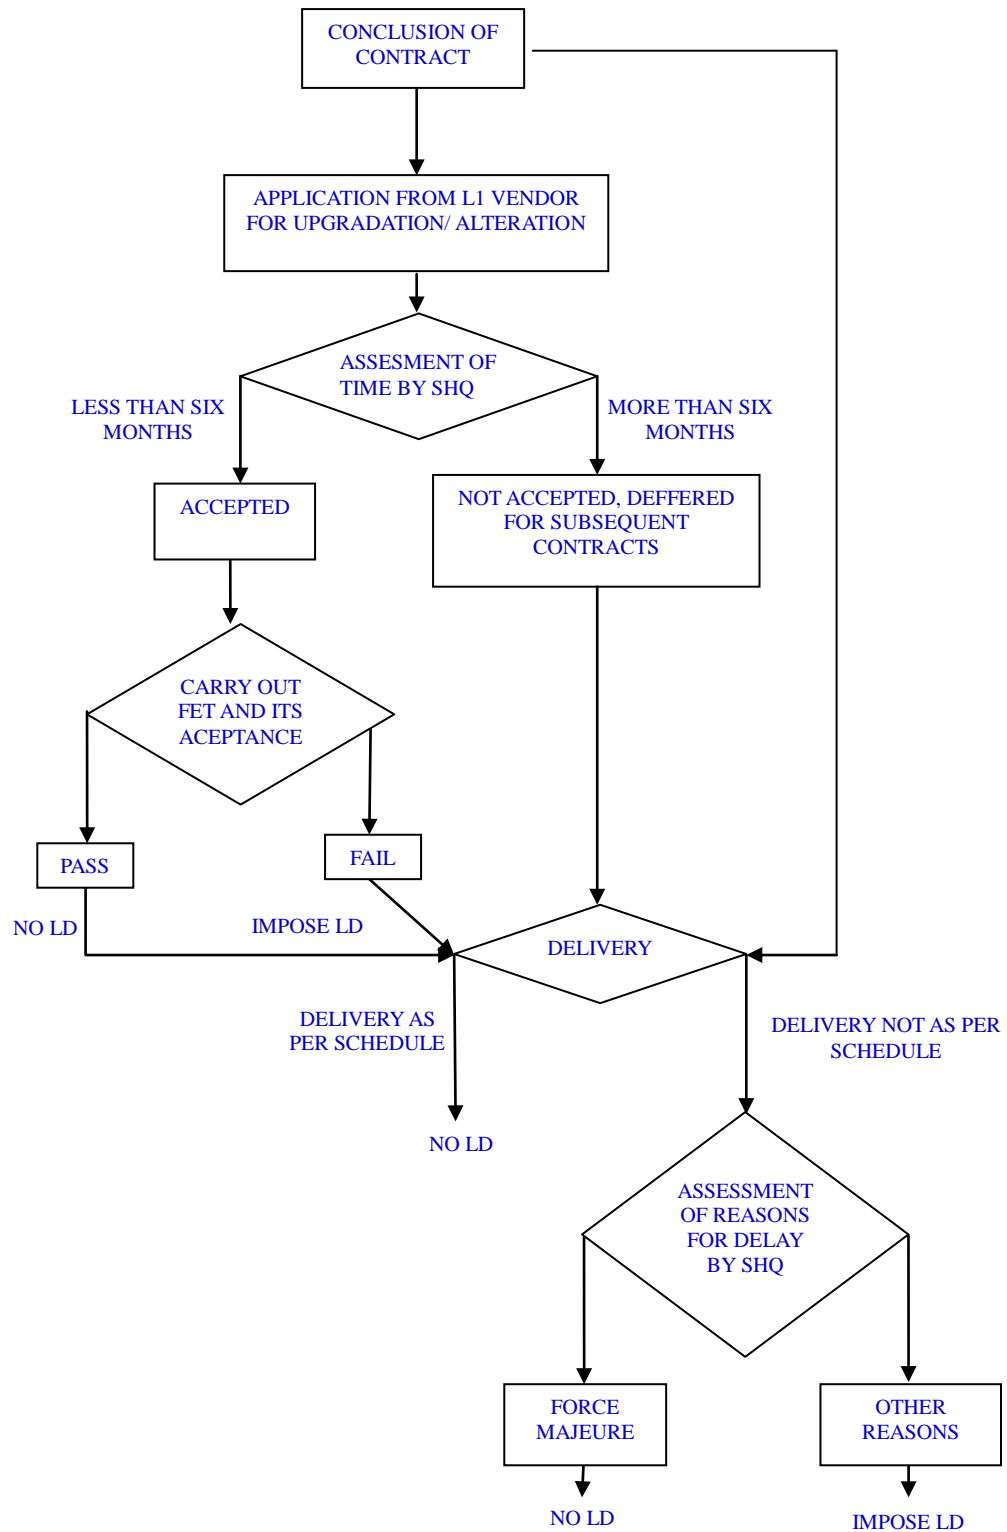 CONCLUSION OF
CONTRACT
APPLICATION FROM L1 VENDOR
FOR UPGRADATION/ ALTERATION
ASSESMENT OF
TIME BY SHQ
LESS THAN SIX
MONTHS
MORE THAN SIX
MONTHS
ACCEPTED
NOT ACCEPTED, DEFFERED
FOR SUBSEQUENT
CONTRACTS
CARRY OUT
FET AND ITS
ACEPTANCE
PASS
FAIL
NO LD
IMPOSE LD
DELIVERY
DELIVERY AS
PER SCHEDULE
DELIVERY NOT AS PER
SCHEDULE
NO LD
ASSESSMENT
OF REASONS
FOR DELAY
BY SHQ
FORCE
MAJEURE
OTHER
REASONS
NO LD
IMPOSE LD